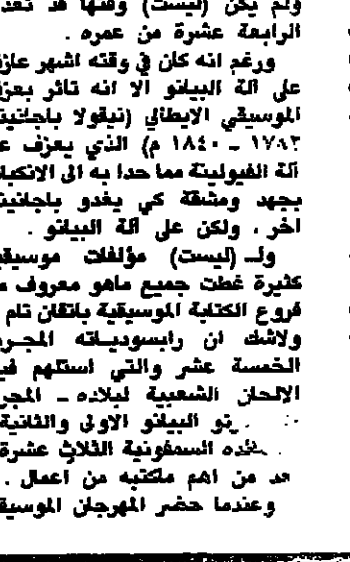 ولم يكن (ليست) وقتها قد تعد
الرابعة عشرة من عمره .
ورغم انه كان في وقته اشهر عازف
على آلة البيانو الا انه تاثر بعزف
الموسيقي الايطالي (نيقولا باجانيني
١٧٨٢ - ١٨٤٠ م) الذي يعزف على
آلة الفيولينة مما حدا به الى الانكباب
بجهد ومشقة كي يغدو باجانيني
اخر ، ولكن على آلة البيانو .
ولـ (ليست) مؤلفات موسيقية
كثيرة غطت جميع ماهو معروف من
فروع الكتابة الموسيقية باتقان تام
ولاشك ان رابسودياته المجرية
الخمسة عشر والتي استلهم فيها
الالحان الشعبية لبلاده - المجر
البيانو الاولى والثانية
السمفونية الثلاث عشرة
من اهم ماكتبه من اعمال .
وعندما حضر المهرجان الموسيقي